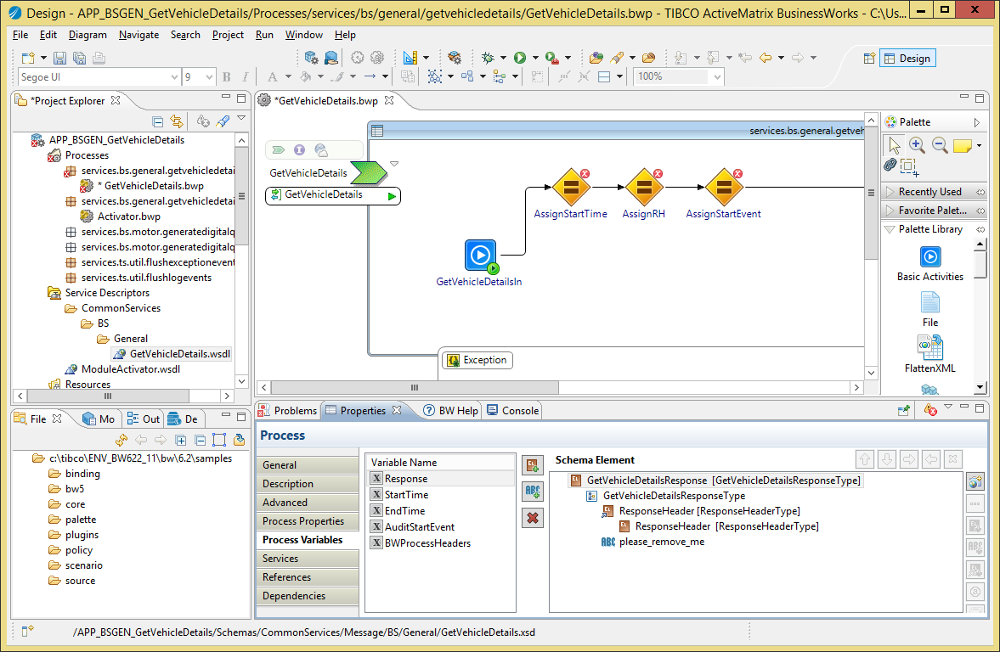 Design - APP_BSGEN_GetVehicleDetails/Processes/services/bs/general/getvehicledetails/GetVehicleDetails.bwp - TIBCO ActiveMatrix BusinessWorks - C:\Us...
File Edit Diagram Navigate Search Project Run Window Help
Design
Segoe UI 9 B I A 100%
*Project Explorer
APP_BSGEN_GetVehicleDetails
Processes
services.bs.general.getvehicledetai
* GetVehicleDetails.bwp
services.bs.general.getvehicledetai
Activator.bwp
services.bs.motor.generatedigitalq
services.bs.motor.generatedigitalq
services.ts.util.flushexceptionevent
services.ts.util.flushlogevents
Service Descriptors
CommonServices
BS
General
GetVehicleDetails.wsdl
ModuleActivator.wsdl
Resources
*GetVehicleDetails.bwp
services.bs.general.getveh
GetVehicleDetails
GetVehicleDetails
AssignStartTime
AssignRH
AssignStartEvent
GetVehicleDetailsIn
Exception
Palette
Recently Used
Favorite Palet...
Palette Library
Basic Activities
File
FlattenXML
File Mo Out De
c:\tibco\ENV_BW622_11\bw\6.2\samples
binding
bw5
core
palette
plugins
policy
scenario
source
Problems Properties BW Help Console
Process
General
Description
Advanced
Process Properties
Process Variables
Services
References
Dependencies
Variable Name
Response
StartTime
EndTime
AuditStartEvent
BWProcessHeaders
Schema Element
GetVehicleDetailsResponse [GetVehicleDetailsResponseType]
GetVehicleDetailsResponseType
ResponseHeader [ResponseHeaderType]
ResponseHeader [ResponseHeaderType]
ABC please_remove_me
/APP_BSGEN_GetVehicleDetails/Schemas/CommonServices/Message/BS/General/GetVehicleDetails.xsd